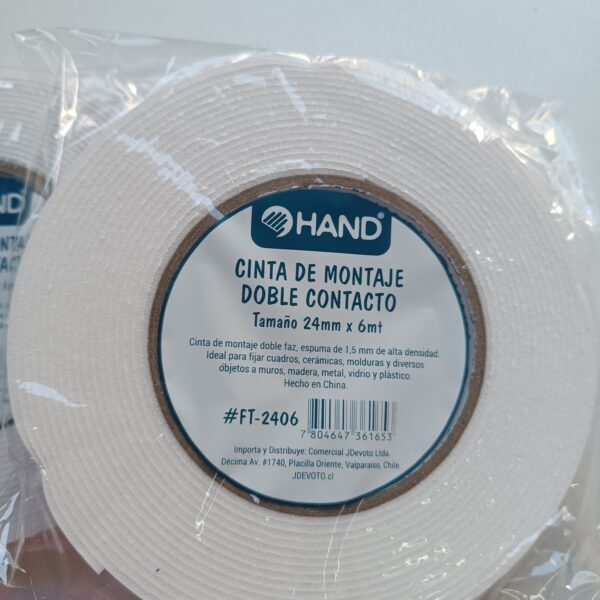 HAND®
CINTA DE MONTAJE
DOBLE CONTACTO
Tamaño 24mm x 6mt
Cinta de montaje doble faz, espuma de 1,5 mm de alta densidad.
Ideal para fijar cuadros, cerámicas, molduras y diversos
objetos a muros, madera, metal, vidrio y plástico.
Hecho en China.
#FT-2406
7 804647 361653
Importa y Distribuye: Comercial JDevoto Ltda.
Décima Av. #1740, Placilla Oriente, Valparaíso, Chile.
JDEVOTO.cl
ND